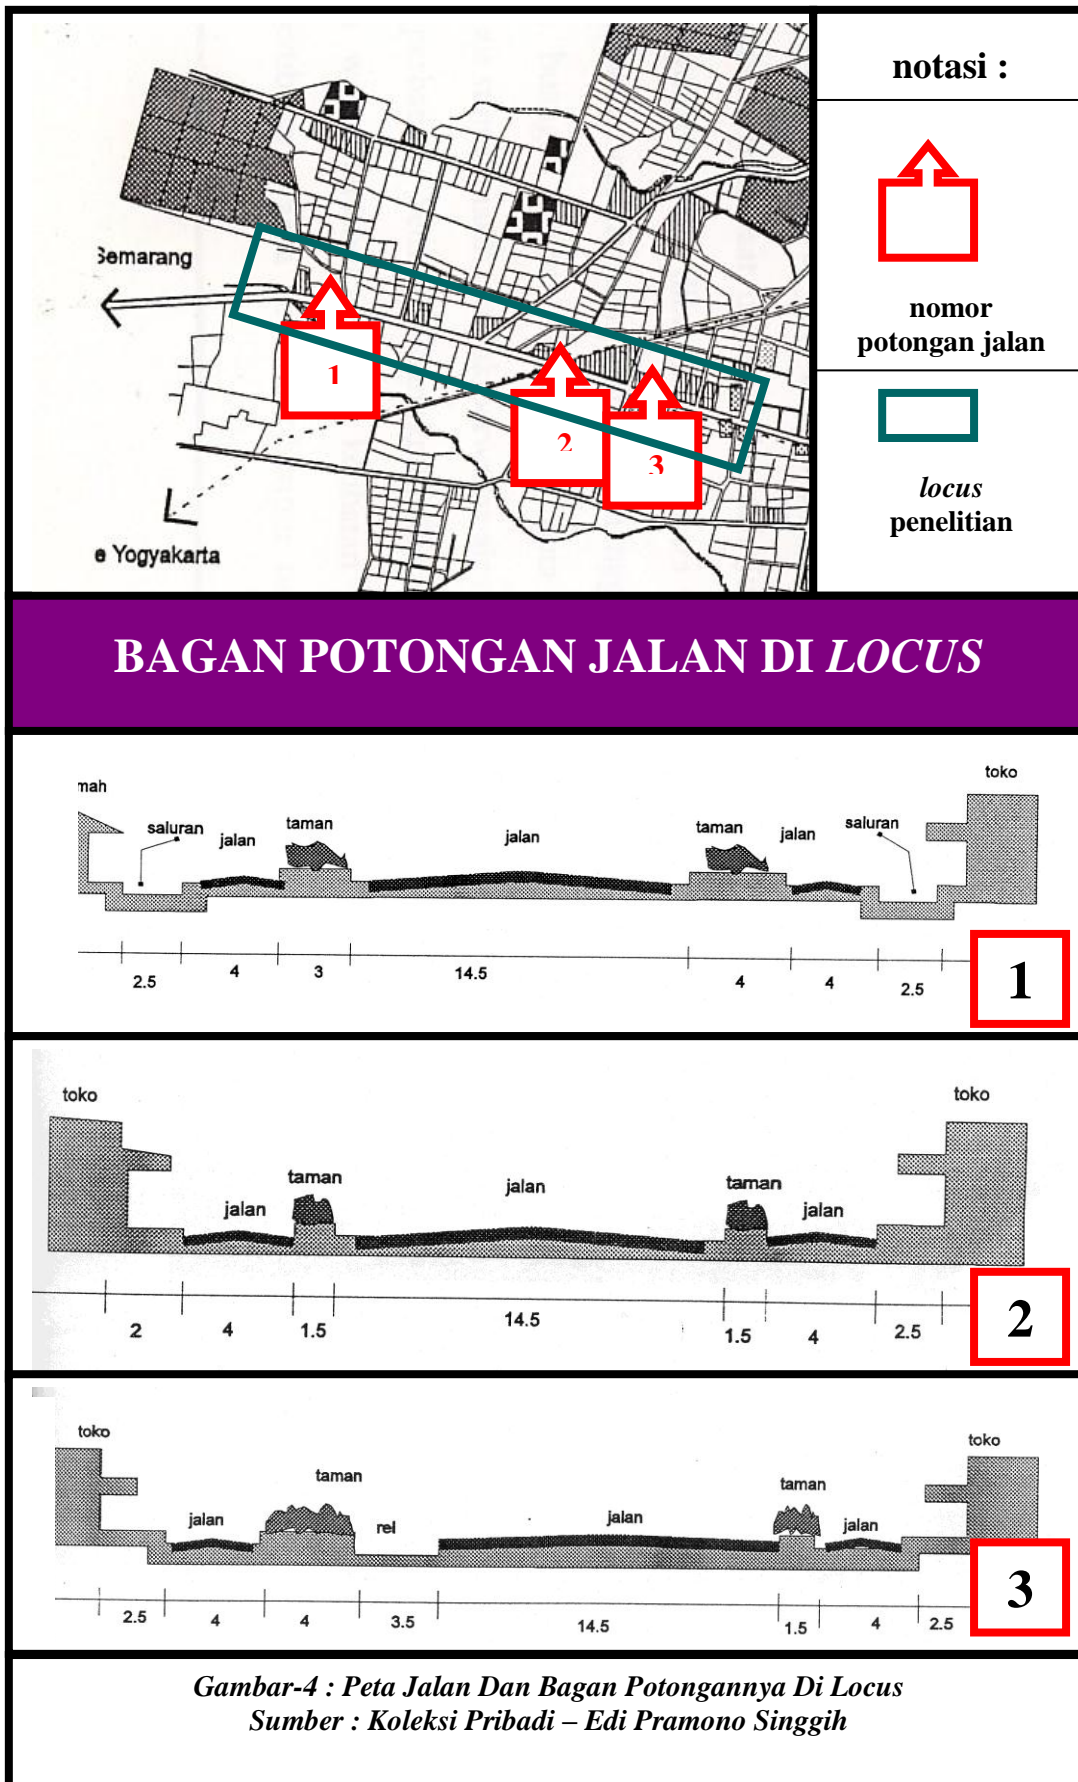 notasi :
Semarang
nomor
potongan jalan
1
2
3
locus
penelitian
e Yogyakarta
BAGAN POTONGAN JALAN DI LOCUS
mah
toko
saluran
jalan
taman
jalan
taman
jalan
saluran
2.5
4
3
14.5
4
4
2.5
1
toko
toko
taman
taman
jalan
jalan
jalan
2
4
1.5
14.5
1.5
4
2.5
2
toko
toko
taman
taman
jalan
rel
jalan
jalan
2.5
4
4
3.5
14.5
1.5
4
2.5
3
Gambar-4 : Peta Jalan Dan Bagan Potongannya Di Locus
Sumber : Koleksi Pribadi – Edi Pramono Singgih